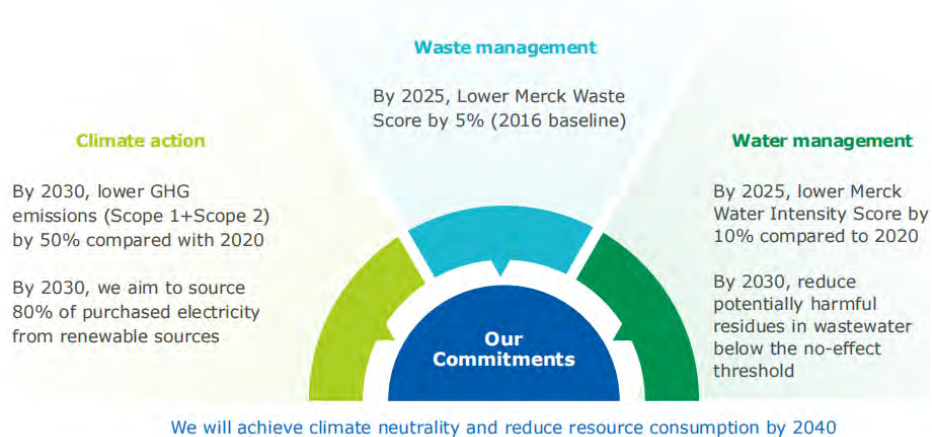 Waste management
By 2025, Lower Merck Waste
Score by 5% (2016 baseline)
Climate action
By 2030, lower GHG
emissions (Scope 1+Scope 2)
by 50% compared with 2020
By 2030, we aim to source
80% of purchased electricity
from renewable sources
Water management
By 2025, lower Merck
Water Intensity Score by
10% compared to 2020
By 2030, reduce
potentially harmful
residues in wastewater
below the no-effect
threshold
Our
Commitments
We will achieve climate neutrality and reduce resource consumption by 2040